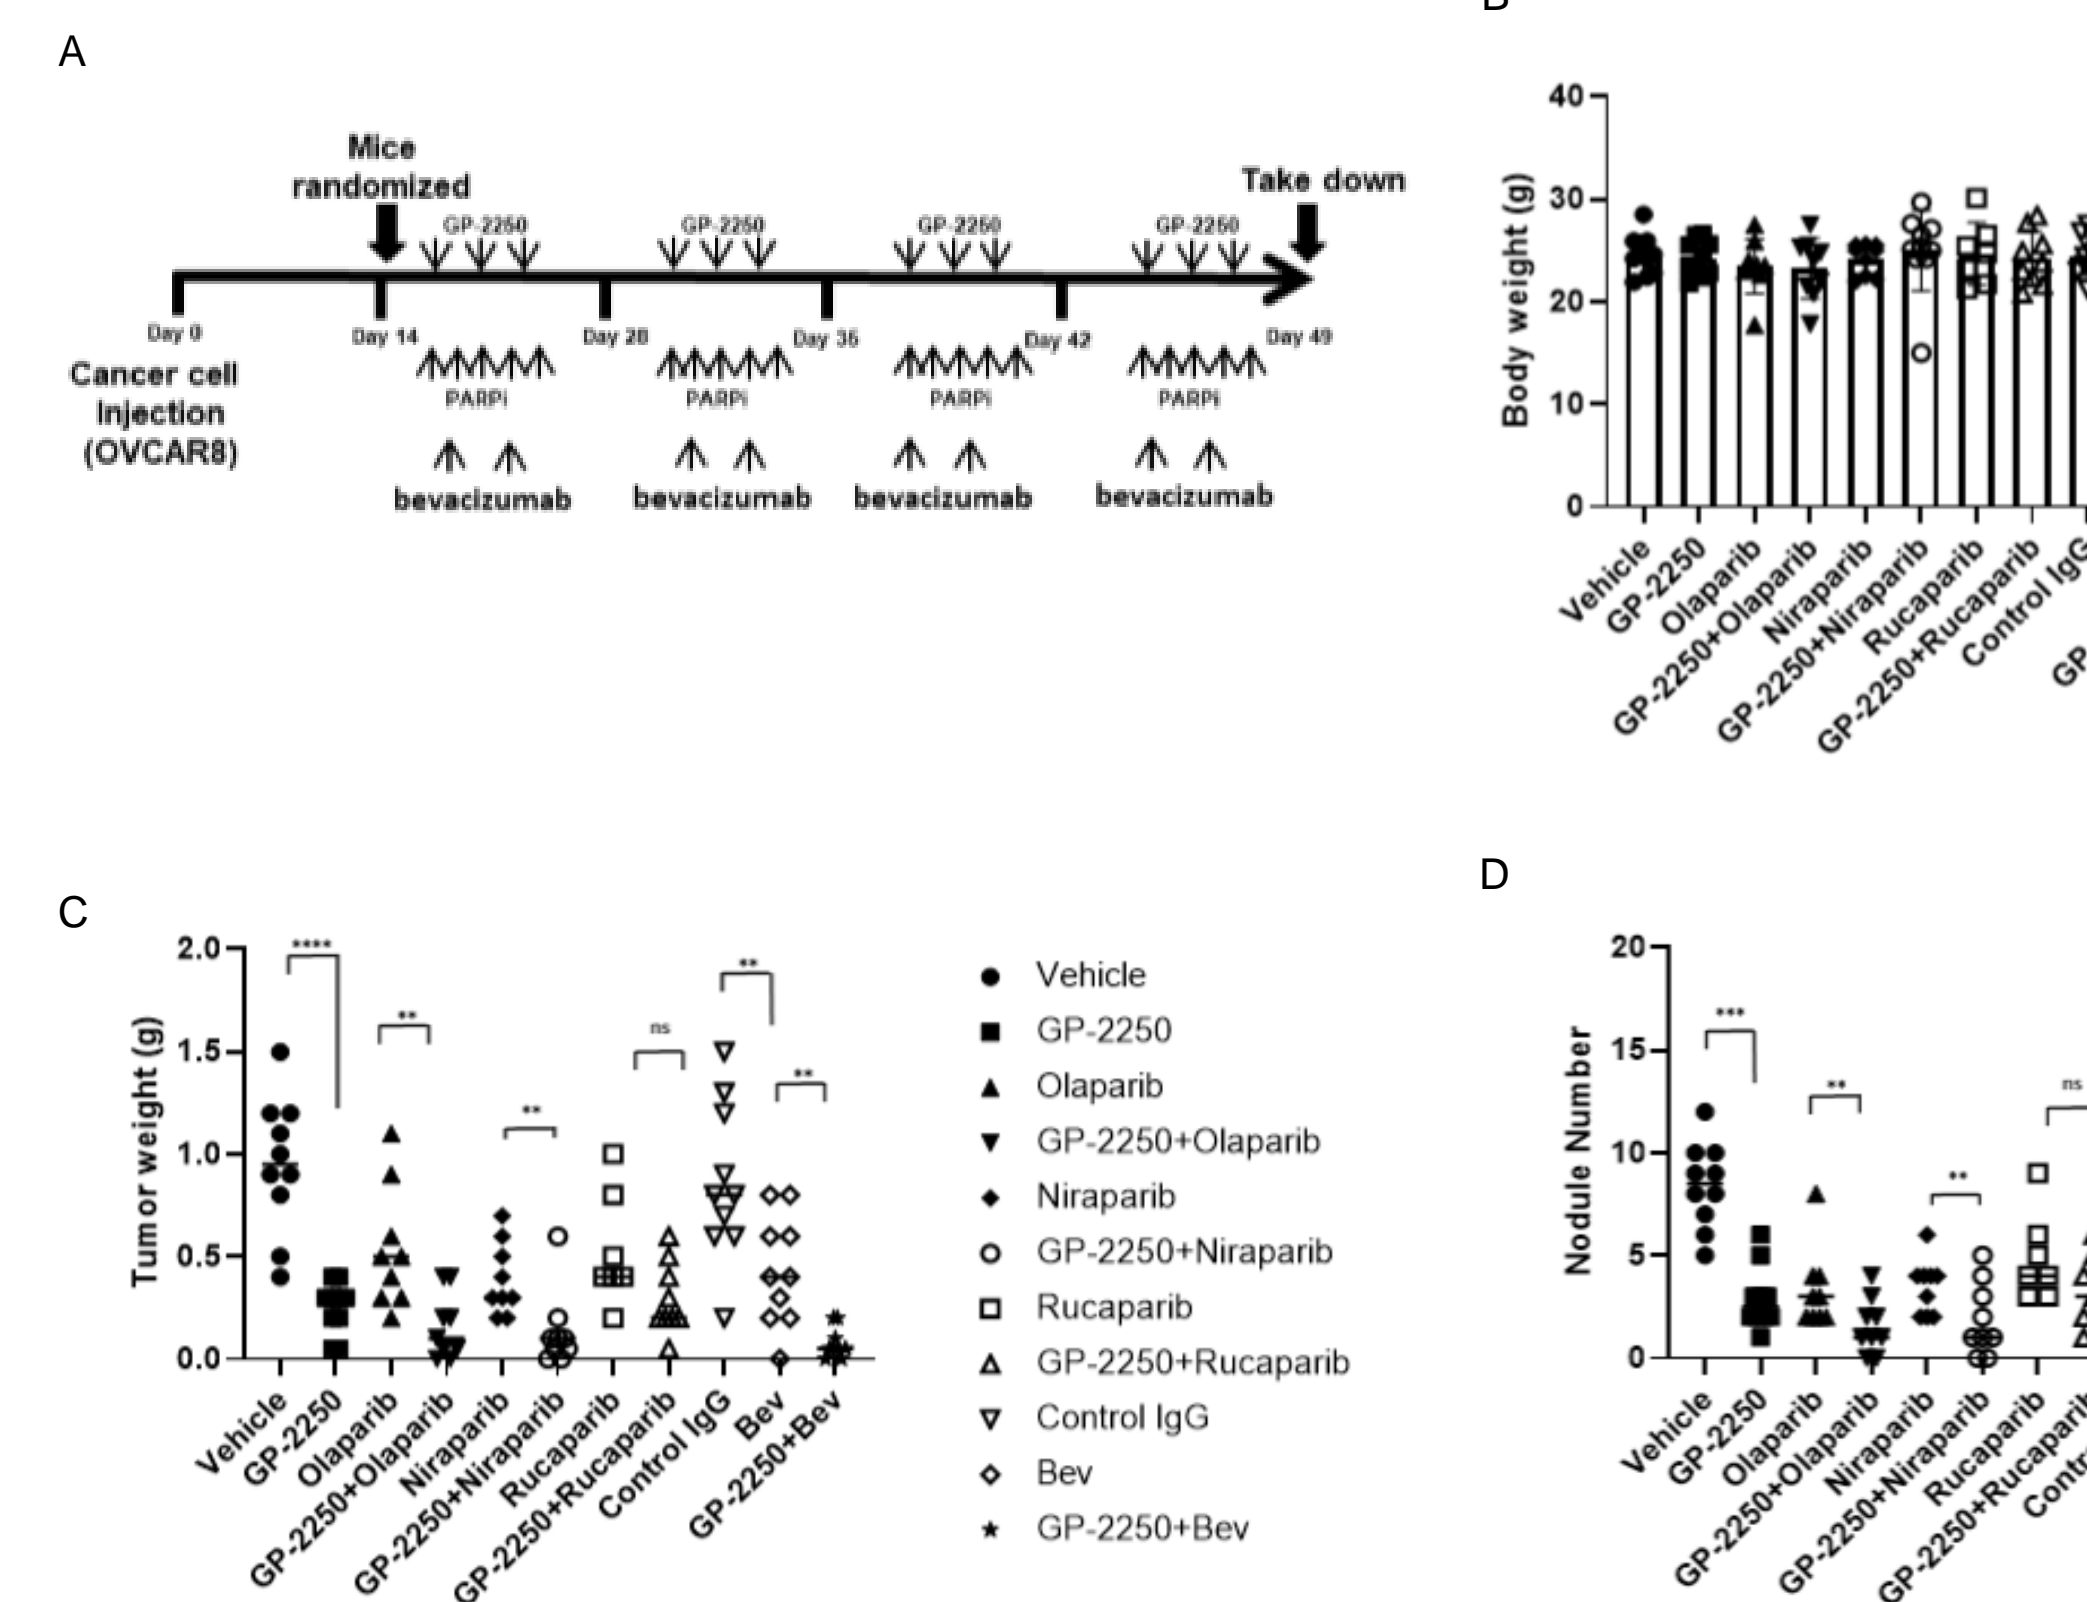 A
B
Mice
randomized
Take down
GP-2250
GP-2250
GP-2250
GP-2250
Day 0
Day 14
Day 28
Day 35
Day 42
Day 49
Cancer cell
Injection
(OVCAR8)
PARPi
PARPi
PARPi
PARPi
bevacizumab
bevacizumab
bevacizumab
bevacizumab
Body weight (g)
40
30
20
10
0
Vehicle
GP-2250
Olaparib
GP-2250+Olaparib
Niraparib
GP-2250+Niraparib
Rucaparib
GP-2250+Rucaparib
Control IgG
GP
C
Tumor weight (g)
2.0
1.5
1.0
0.5
0.0
****
**
**
ns
**
**
Vehicle
GP-2250
Olaparib
GP-2250+Olaparib
Niraparib
GP-2250+Niraparib
Rucaparib
GP-2250+Rucaparib
Control IgG
Bev
GP-2250+Bev
Vehicle
GP-2250
Olaparib
GP-2250+Olaparib
Niraparib
GP-2250+Niraparib
Rucaparib
GP-2250+Rucaparib
Control IgG
Bev
GP-2250+Bev
D
Nodule Number
20
15
10
5
0
***
**
**
ns
Vehicle
GP-2250
Olaparib
GP-2250+Olaparib
Niraparib
GP-2250+Niraparib
Rucaparib
GP-2250+Rucaparib
Contr